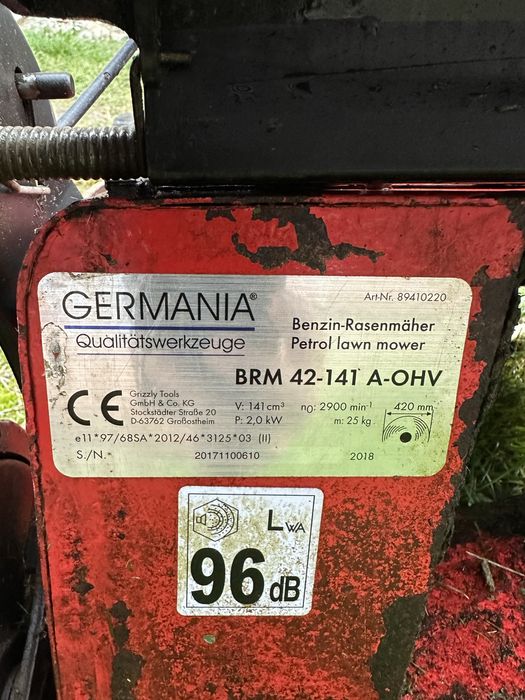 GERMANIA®
Art-Nr. 89410220
Qualitätswerkzeuge
Benzin-Rasenmäher
Petrol lawn mower
BRM 42-141 A-OHV
CE
Grizzly Tools
GmbH & Co. KG
Stockstädter Straße 20
D-63762 Großostheim
V: 141 cm³ n₀: 2900 min⁻¹ 420 mm
P: 2,0 kW m: 25 kg
e11*97/68SA*2012/46*3125*03 (II)
S./N.* 20171100610 2018
LWA
96 dB